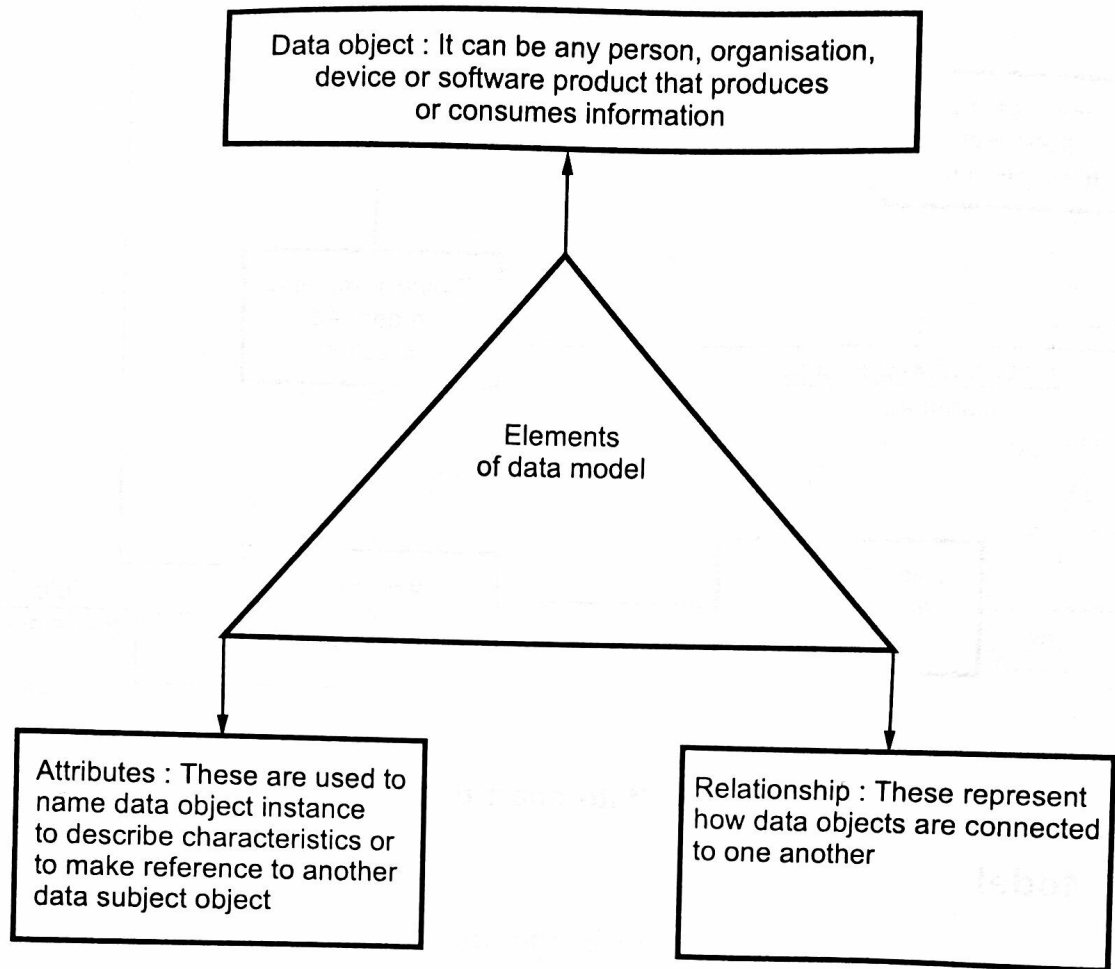 Data object : It can be any person, organisation,
device or software product that produces
or consumes information
Elements
of data model
Attributes : These are used to
name data object instance
to describe characteristics or
to make reference to another
data subject object
Relationship : These represent
how data objects are connected
to one another